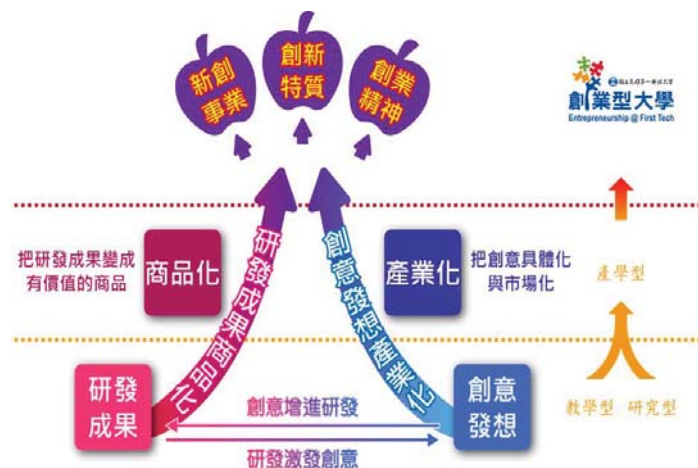 新創
事業
創新
特質
創業
精神
創業型大學
Entrepreneurship @ First Tech
把研發成果變成
有價值的商品
商品化
研發成果商品化
創意發想產業化
產業化
把創意具體化
與市場化
產學型
研發
成果
創意增進研發
研發激發創意
創意
發想
教學型 研究型